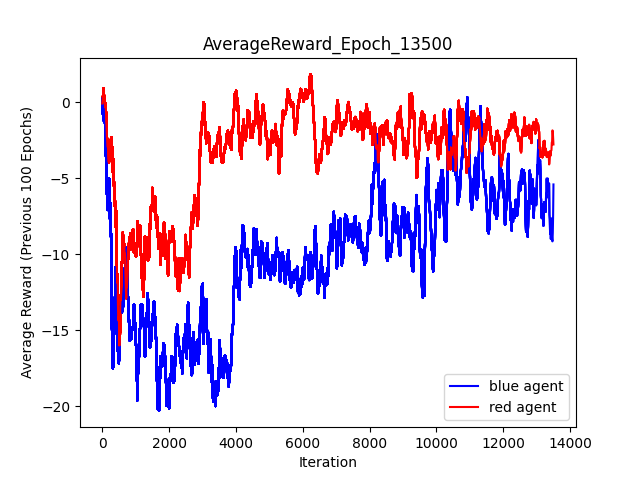 AverageReward_Epoch_13500
Average Reward (Previous 100 Epochs)
0
−5
−10
−15
−20
0
2000
4000
6000
8000
10000
12000
14000
Iteration
blue agent
red agent